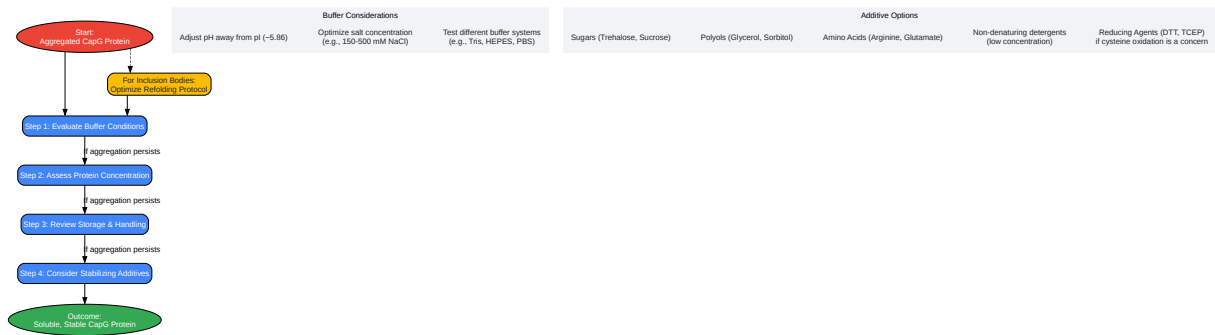 Start:
Aggregated CapG Protein
For Inclusion Bodies:
Optimize Refolding Protocol
Step 1: Evaluate Buffer Conditions
If aggregation persists
Step 2: Assess Protein Concentration
If aggregation persists
Step 3: Review Storage & Handling
If aggregation persists
Step 4: Consider Stabilizing Additives
Outcome:
Soluble, Stable CapG Protein
Buffer Considerations
Adjust pH away from pI (~5.86)
Optimize salt concentration
(e.g., 150-500 mM NaCl)
Test different buffer systems
(e.g., Tris, HEPES, PBS)
Additive Options
Sugars (Trehalose, Sucrose)
Polyols (Glycerol, Sorbitol)
Amino Acids (Arginine, Glutamate)
Non-denaturing detergents
(low concentration)
Reducing Agents (DTT, TCEP)
if cysteine oxidation is a concern